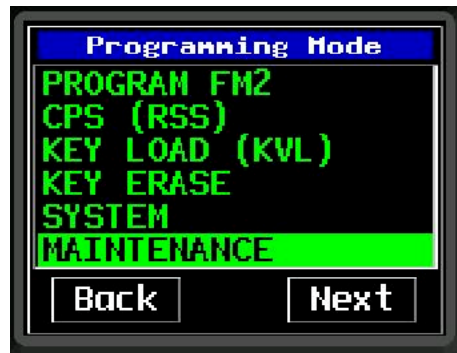 Programming Mode
PROGRAM FM2
CPS (RSS)
KEY LOAD (KVL)
KEY ERASE
SYSTEM
MAINTENANCE
Back Next